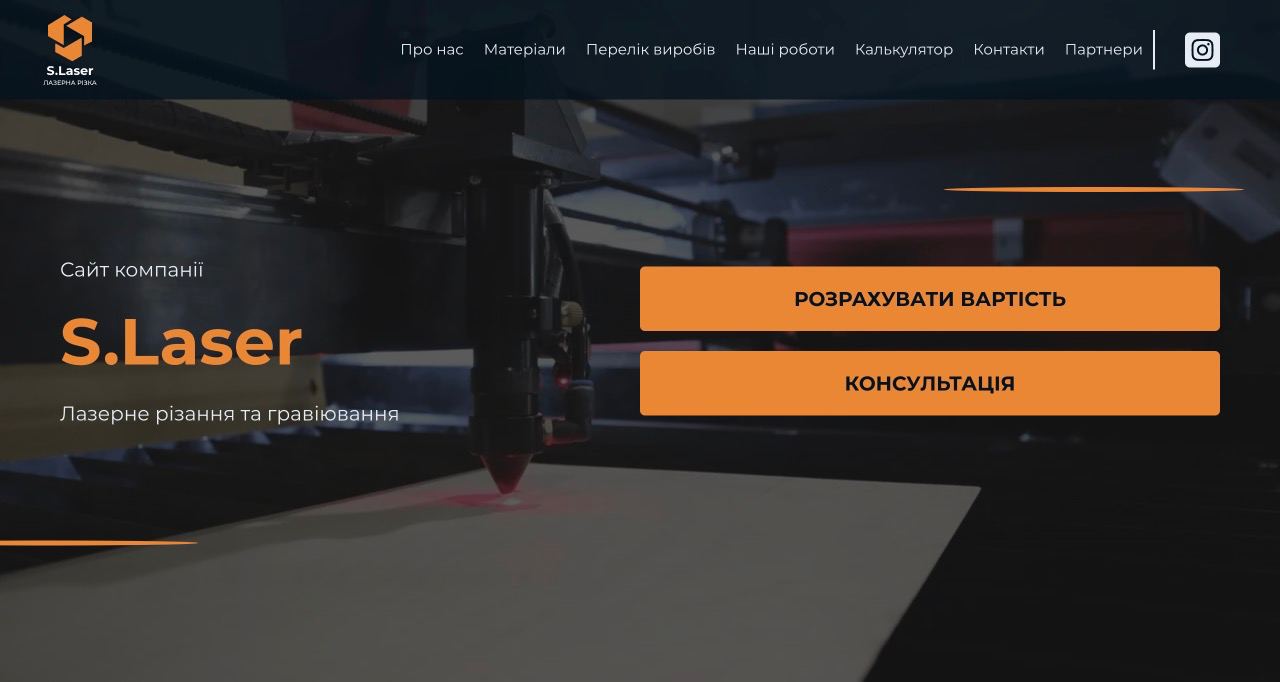 S.Laser
ЛАЗЕРНА РІЗКА
Про нас Матеріали Перелік виробів Наші роботи Калькулятор Контакти Партнери
Сайт компанії
S.Laser
Лазерне різання та гравіювання
РОЗРАХУВАТИ ВАРТІСТЬ
КОНСУЛЬТАЦІЯ